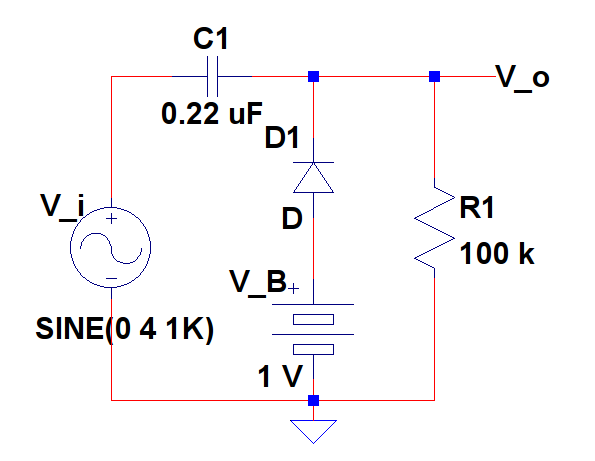 C1
0.22 uF
V_o
D1
D
V_i
+
SINE(0 4 1K)
R1
100 k
V_B
+
1 V